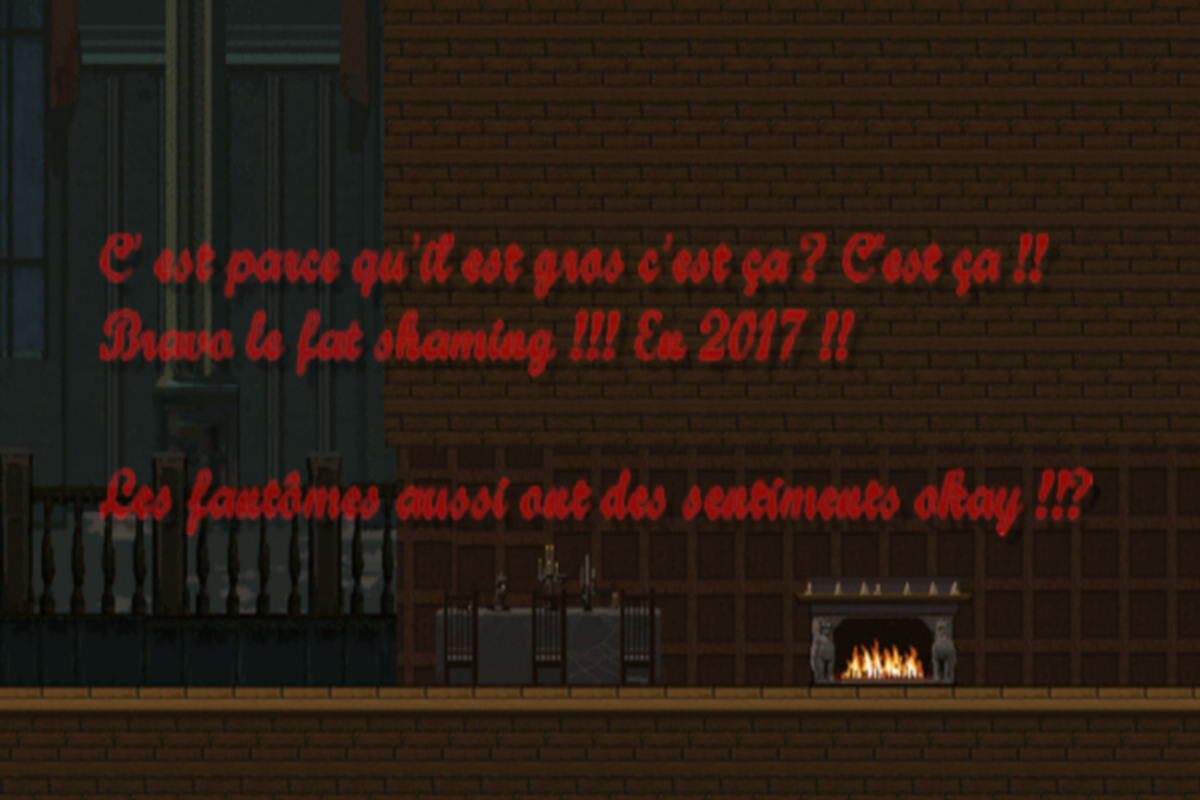 C' est parce qu'il est gros c'est ça ? C'est ça !!
Bravo le fat shaming !!! En 2017 !!
Les fantômes aussi ont des sentiments okay !!?